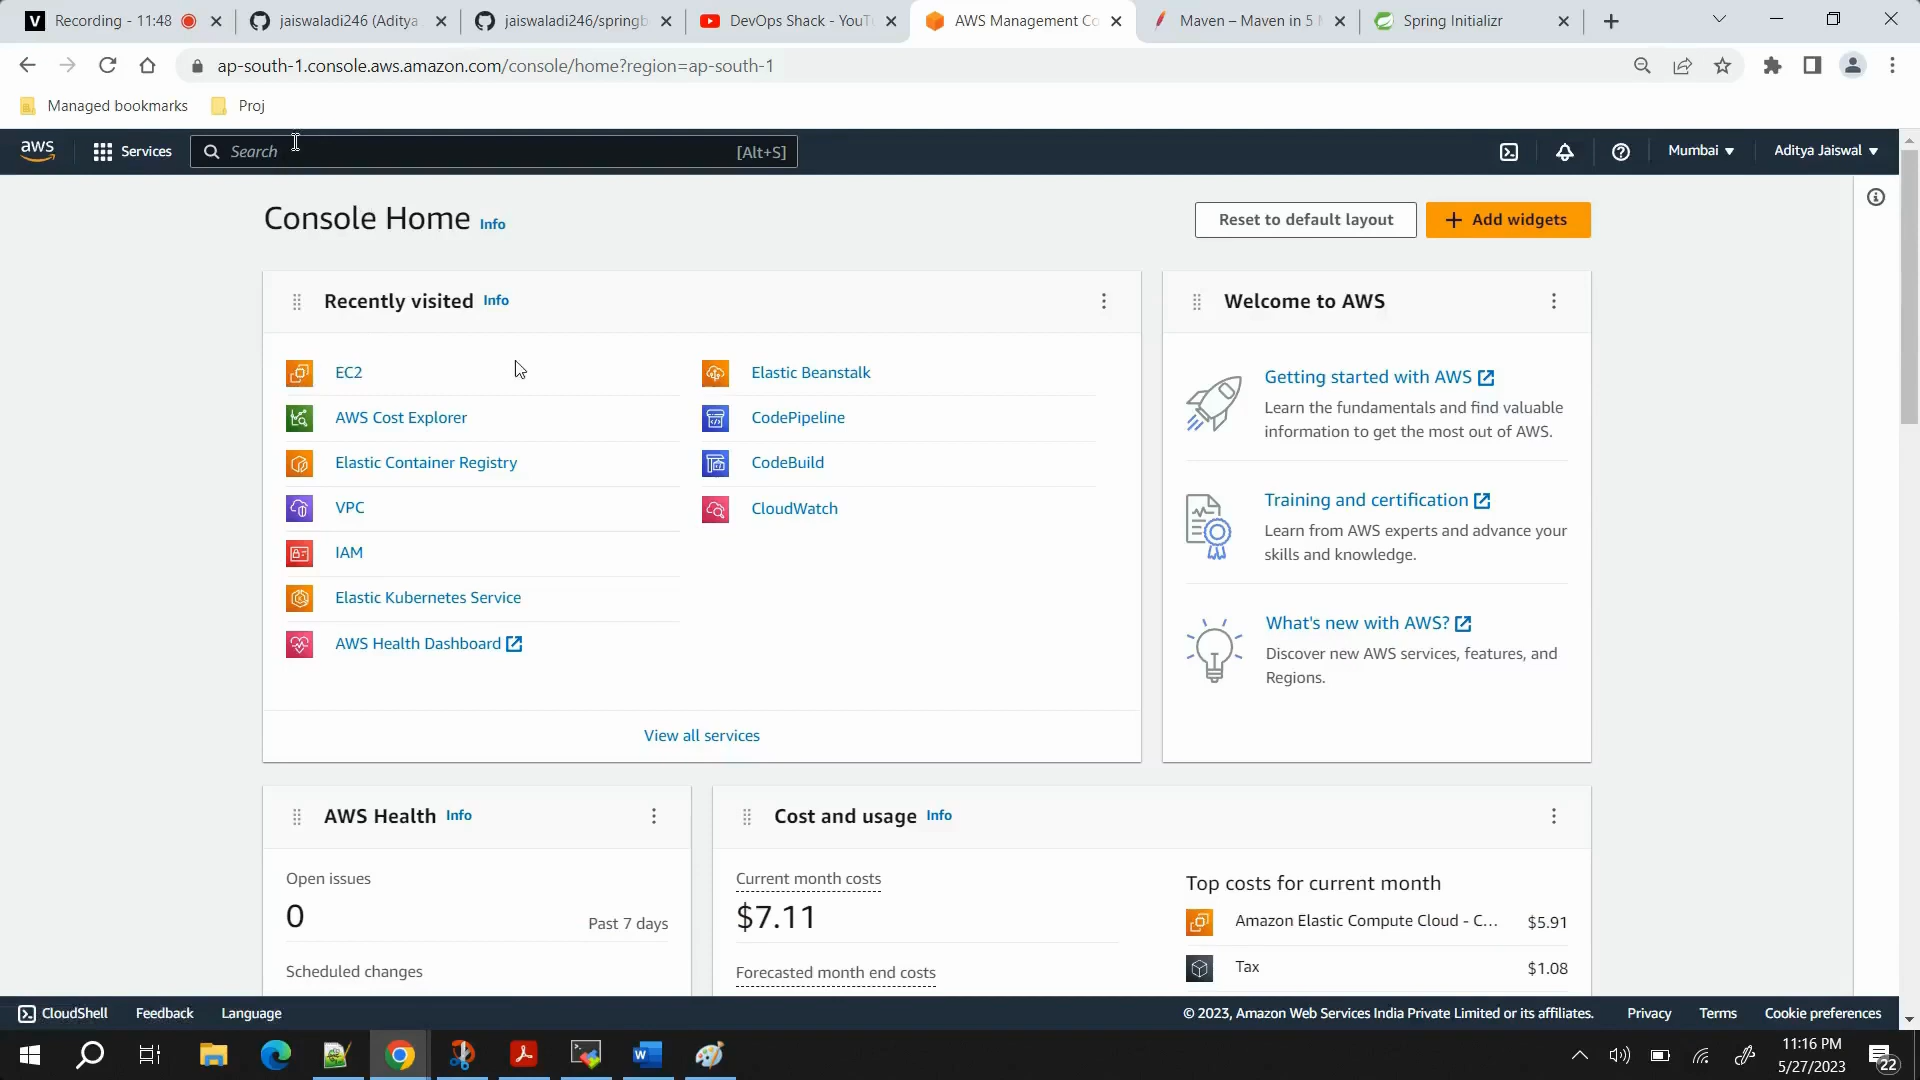 Recording - 11:48
jaiswaladi246 (Aditya
jaiswaladi246/springb
DevOps Shack - YouTu
AWS Management Co
Maven – Maven in 5 M
Spring Initializr
ap-south-1.console.aws.amazon.com/console/home?region=ap-south-1
Managed bookmarks
Proj
aws
Services
Search
[Alt+S]
Mumbai
Aditya Jaiswal
Console Home Info
Reset to default layout
Add widgets
Recently visited Info
EC2
AWS Cost Explorer
Elastic Container Registry
VPC
IAM
Elastic Kubernetes Service
AWS Health Dashboard
Elastic Beanstalk
CodePipeline
CodeBuild
CloudWatch
View all services
Welcome to AWS
Getting started with AWS
Learn the fundamentals and find valuable
information to get the most out of AWS.
Training and certification
Learn from AWS experts and advance your
skills and knowledge.
What's new with AWS?
Discover new AWS services, features, and
Regions.
AWS Health Info
Open issues
0
Past 7 days
Scheduled changes
Cost and usage Info
Current month costs
$7.11
Forecasted month end costs
Top costs for current month
Amazon Elastic Compute Cloud - C... $5.91
Tax $1.08
CloudShell
Feedback
Language
© 2023, Amazon Web Services India Private Limited or its affiliates.
Privacy
Terms
Cookie preferences
11:16 PM
5/27/2023
22